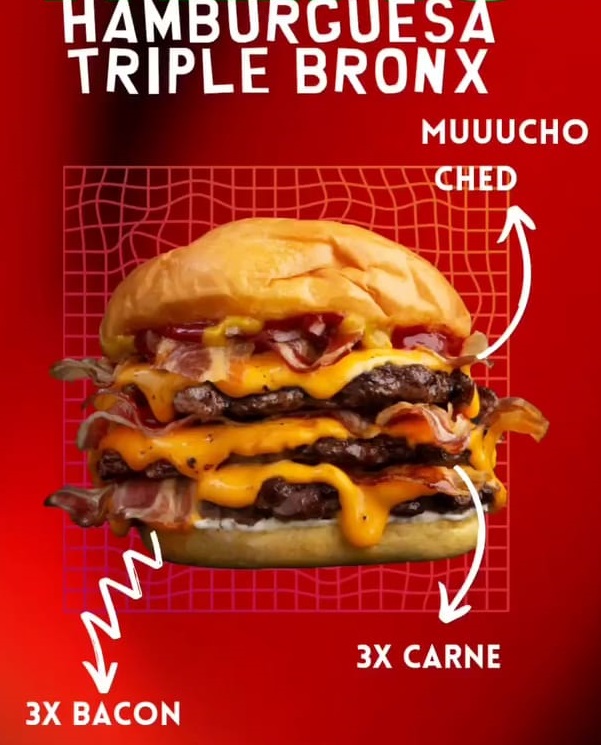 HAMBURGUESA
TRIPLE BRONX
MUUUCHO
CHED
3X CARNE
3X BACON